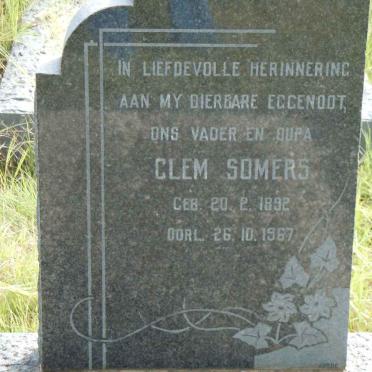 IN LIEFDEVOLLE HERINNERING
AAN MY DIERBARE EGGENOOT,
ONS VADER EN OUPA
CLEM SOMERS
GEB. 20. 2. 1892
OORL. 26. 10. 1967